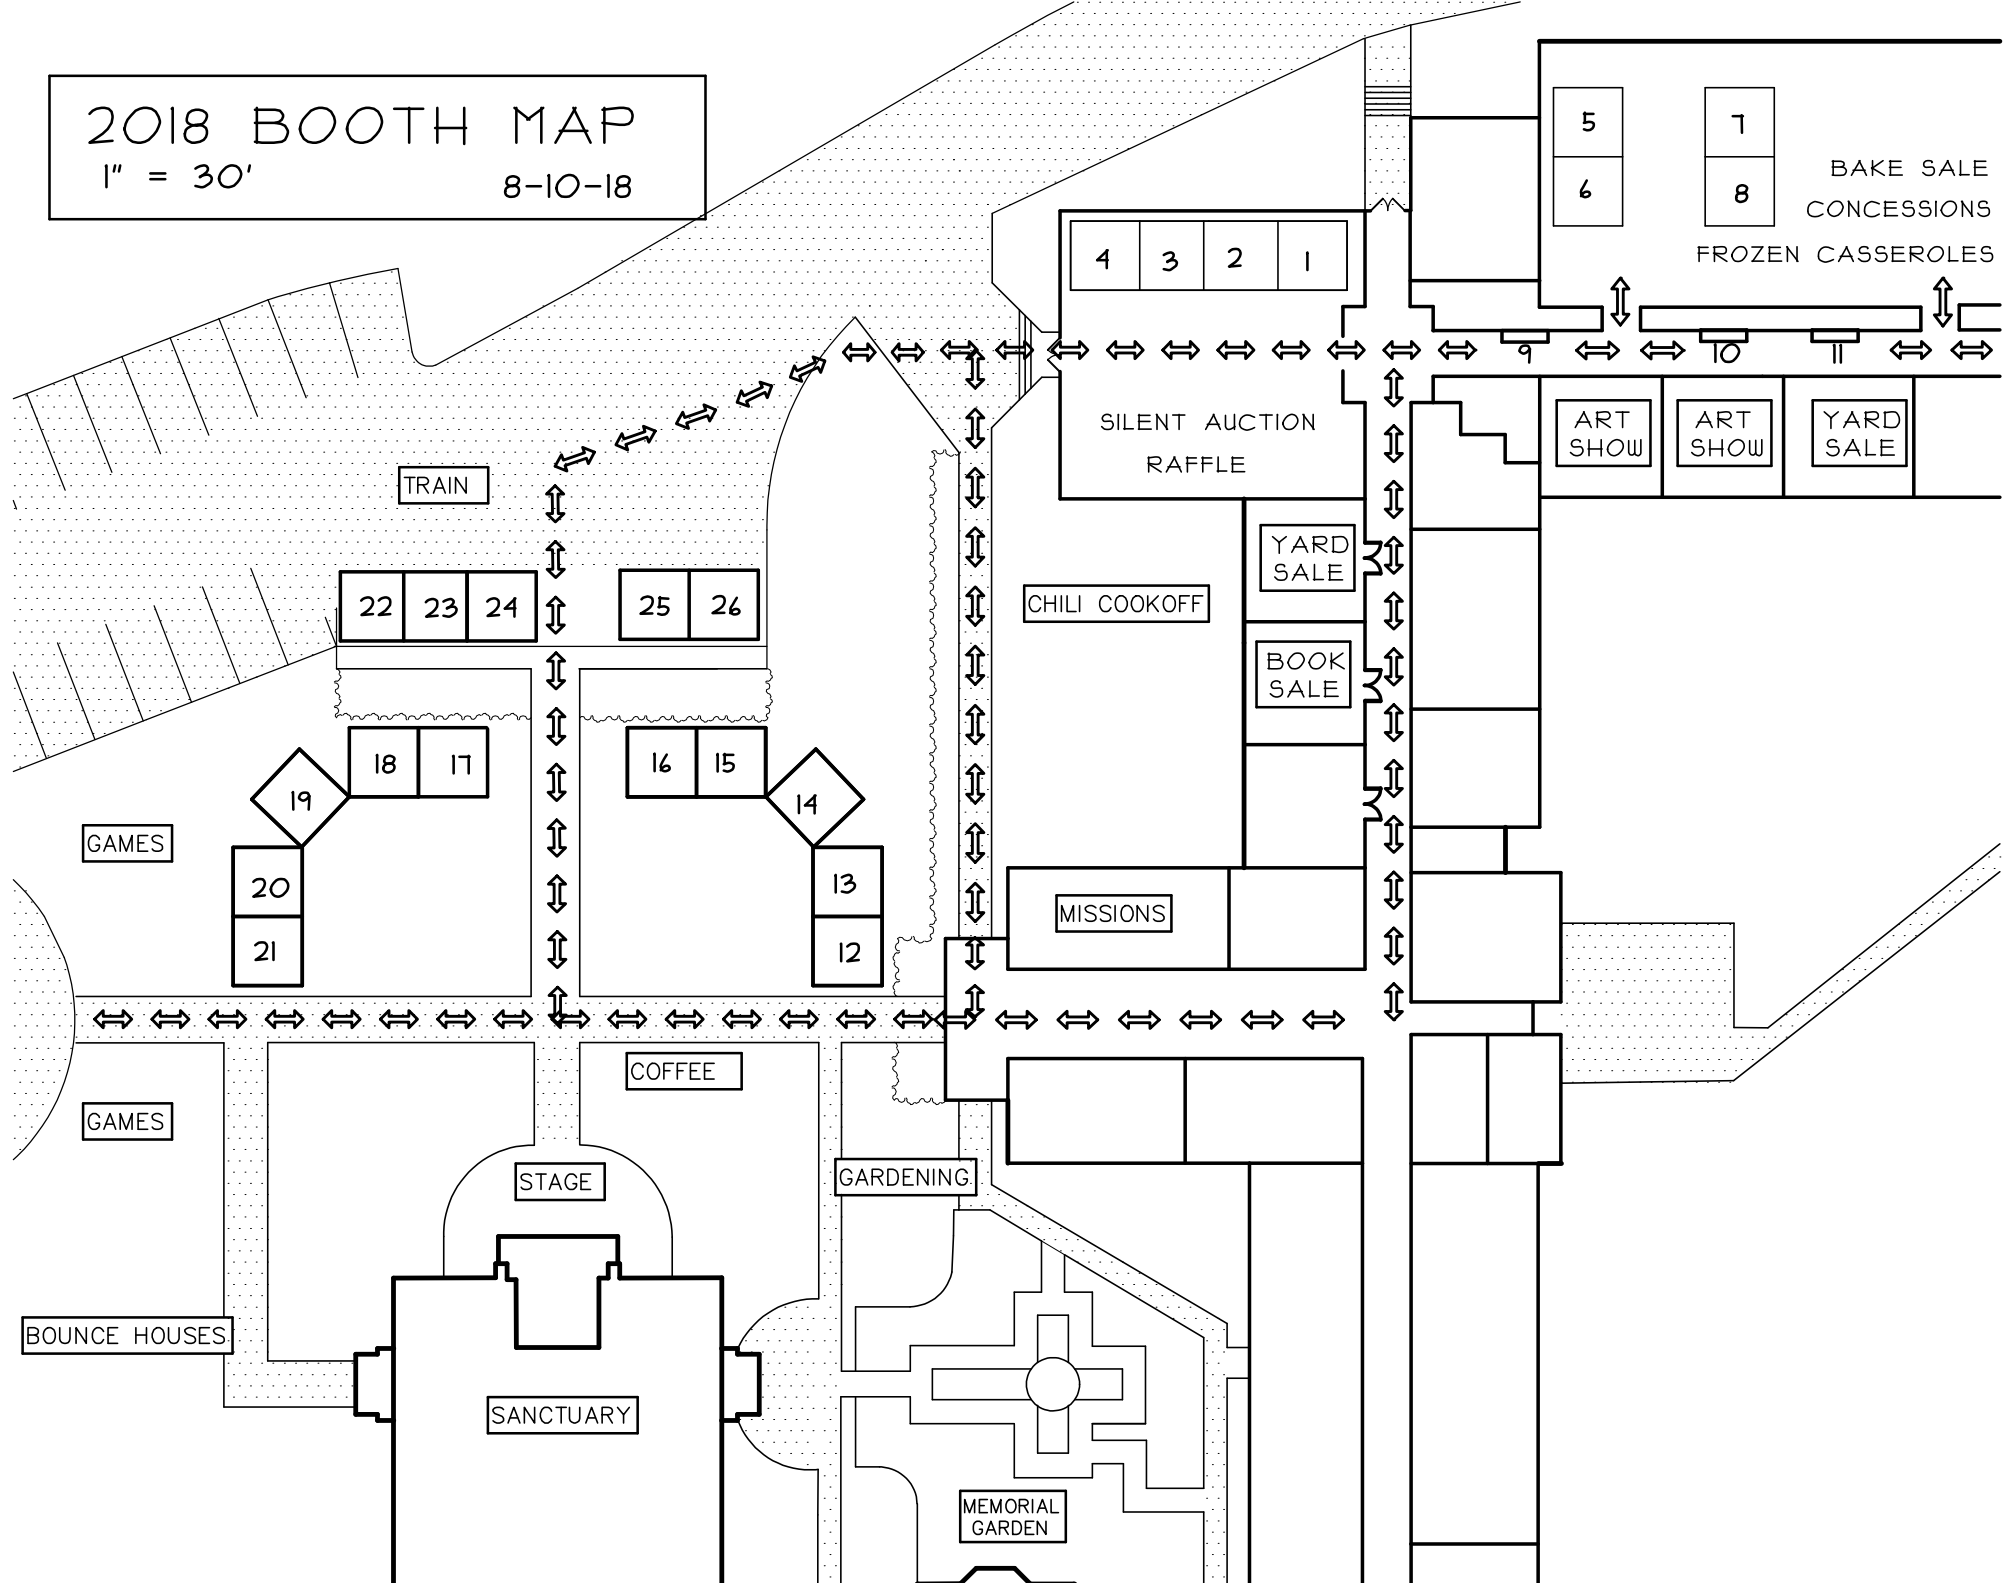 2018 BOOTH MAP
1" = 30'
8-10-18
5
7
6
8
BAKE SALE
CONCESSIONS
FROZEN CASSEROLES
4
3
2
1
9
10
11
SILENT AUCTION
RAFFLE
ART
SHOW
ART
SHOW
YARD
SALE
TRAIN
YARD
SALE
22
23
24
25
26
CHILI COOKOFF
BOOK
SALE
18
17
16
15
19
14
GAMES
20
13
MISSIONS
21
12
COFFEE
GAMES
STAGE
GARDENING
BOUNCE HOUSES
SANCTUARY
MEMORIAL
GARDEN